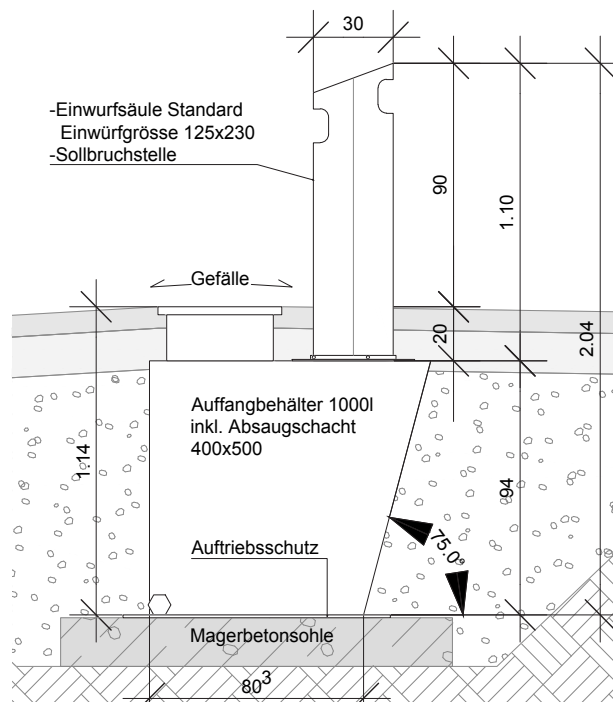 30
-Einwurfsäule Standard
Einwürfgrösse 125x230
-Sollbruchstelle
90
1.10
Gefälle
20
2.04
Auffangbehälter 1000l
inkl. Absaugschacht
400x500
1.14
94
75.0°
Auftriebsschutz
Magerbetonsohle
80³